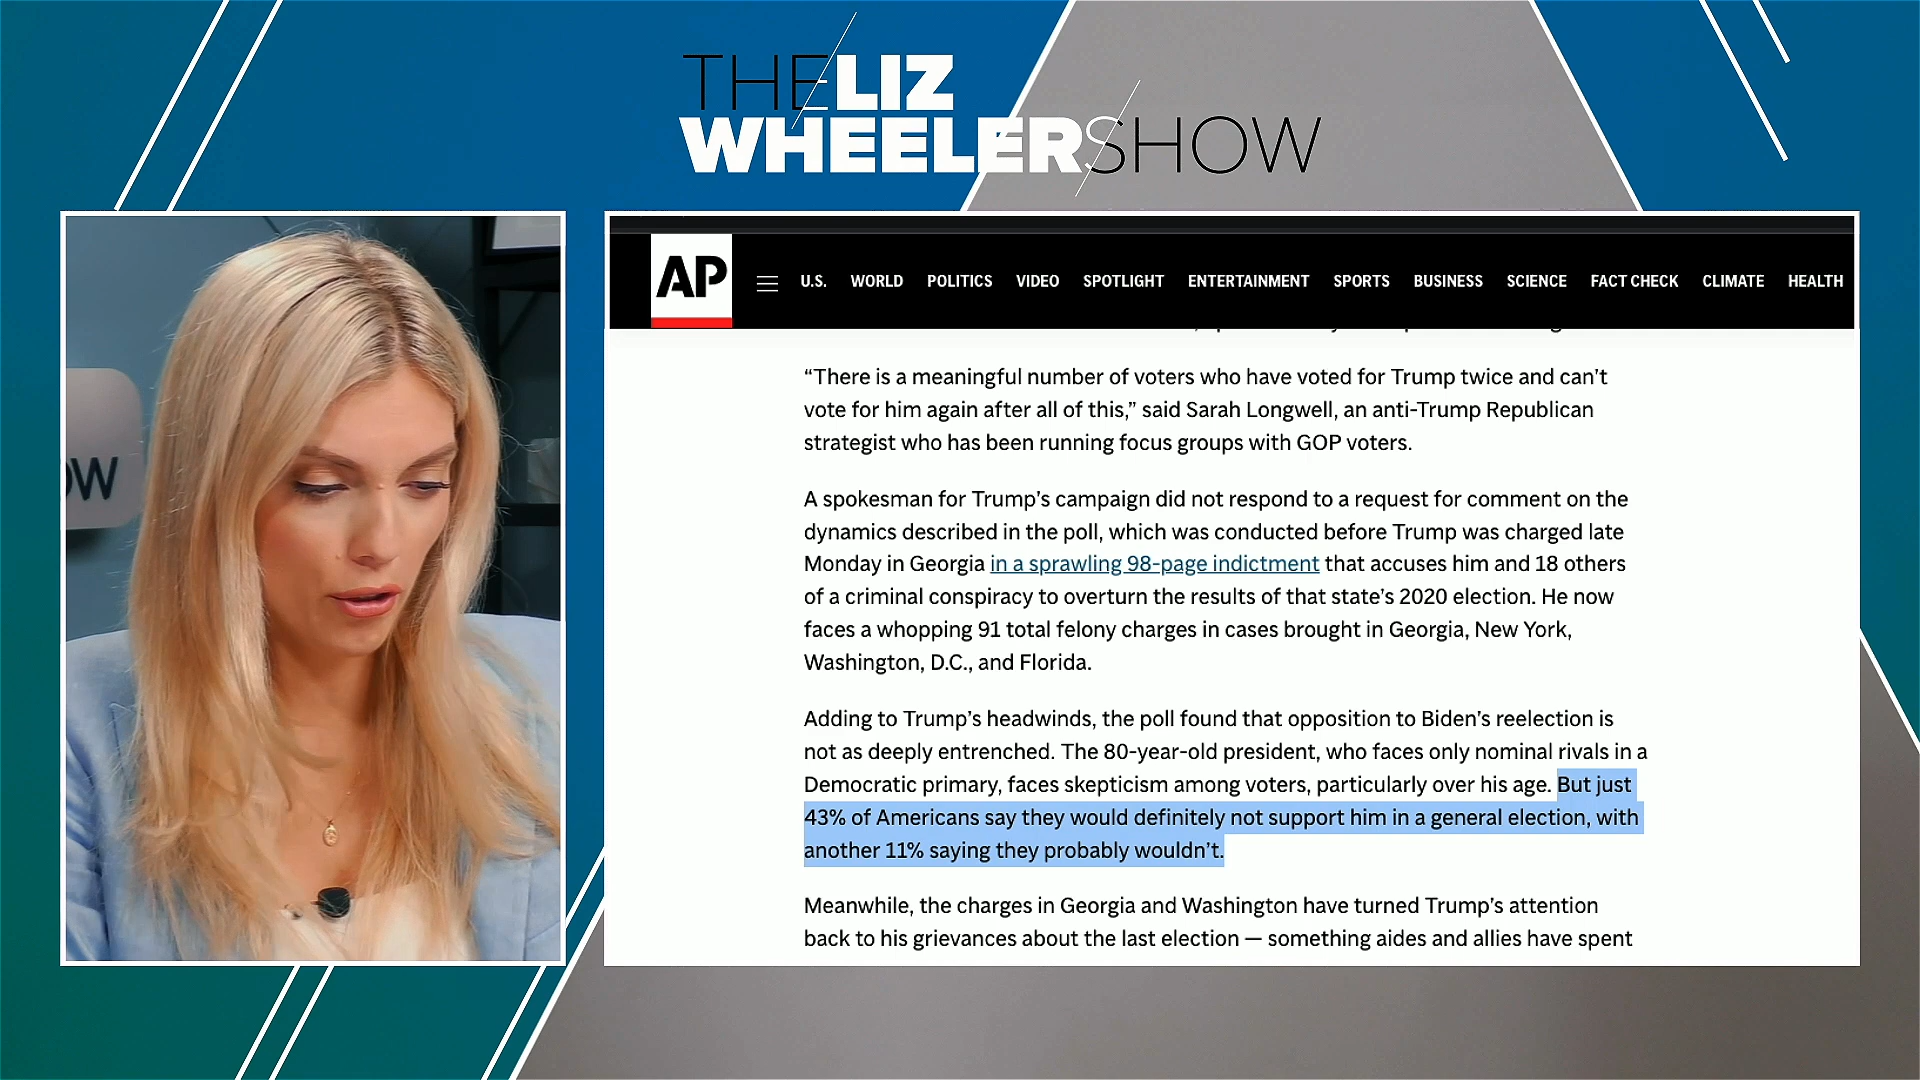 THE LIZ
WHEELER SHOW
OW
AP
U.S. WORLD POLITICS VIDEO SPOTLIGHT ENTERTAINMENT SPORTS BUSINESS SCIENCE FACT CHECK CLIMATE HEALTH
“There is a meaningful number of voters who have voted for Trump twice and can’t
vote for him again after all of this,” said Sarah Longwell, an anti-Trump Republican
strategist who has been running focus groups with GOP voters.
A spokesman for Trump’s campaign did not respond to a request for comment on the
dynamics described in the poll, which was conducted before Trump was charged late
Monday in Georgia in a sprawling 98-page indictment that accuses him and 18 others
of a criminal conspiracy to overturn the results of that state’s 2020 election. He now
faces a whopping 91 total felony charges in cases brought in Georgia, New York,
Washington, D.C., and Florida.
Adding to Trump’s headwinds, the poll found that opposition to Biden’s reelection is
not as deeply entrenched. The 80-year-old president, who faces only nominal rivals in a
Democratic primary, faces skepticism among voters, particularly over his age. But just
43% of Americans say they would definitely not support him in a general election, with
another 11% saying they probably wouldn’t.
Meanwhile, the charges in Georgia and Washington have turned Trump’s attention
back to his grievances about the last election — something aides and allies have spent